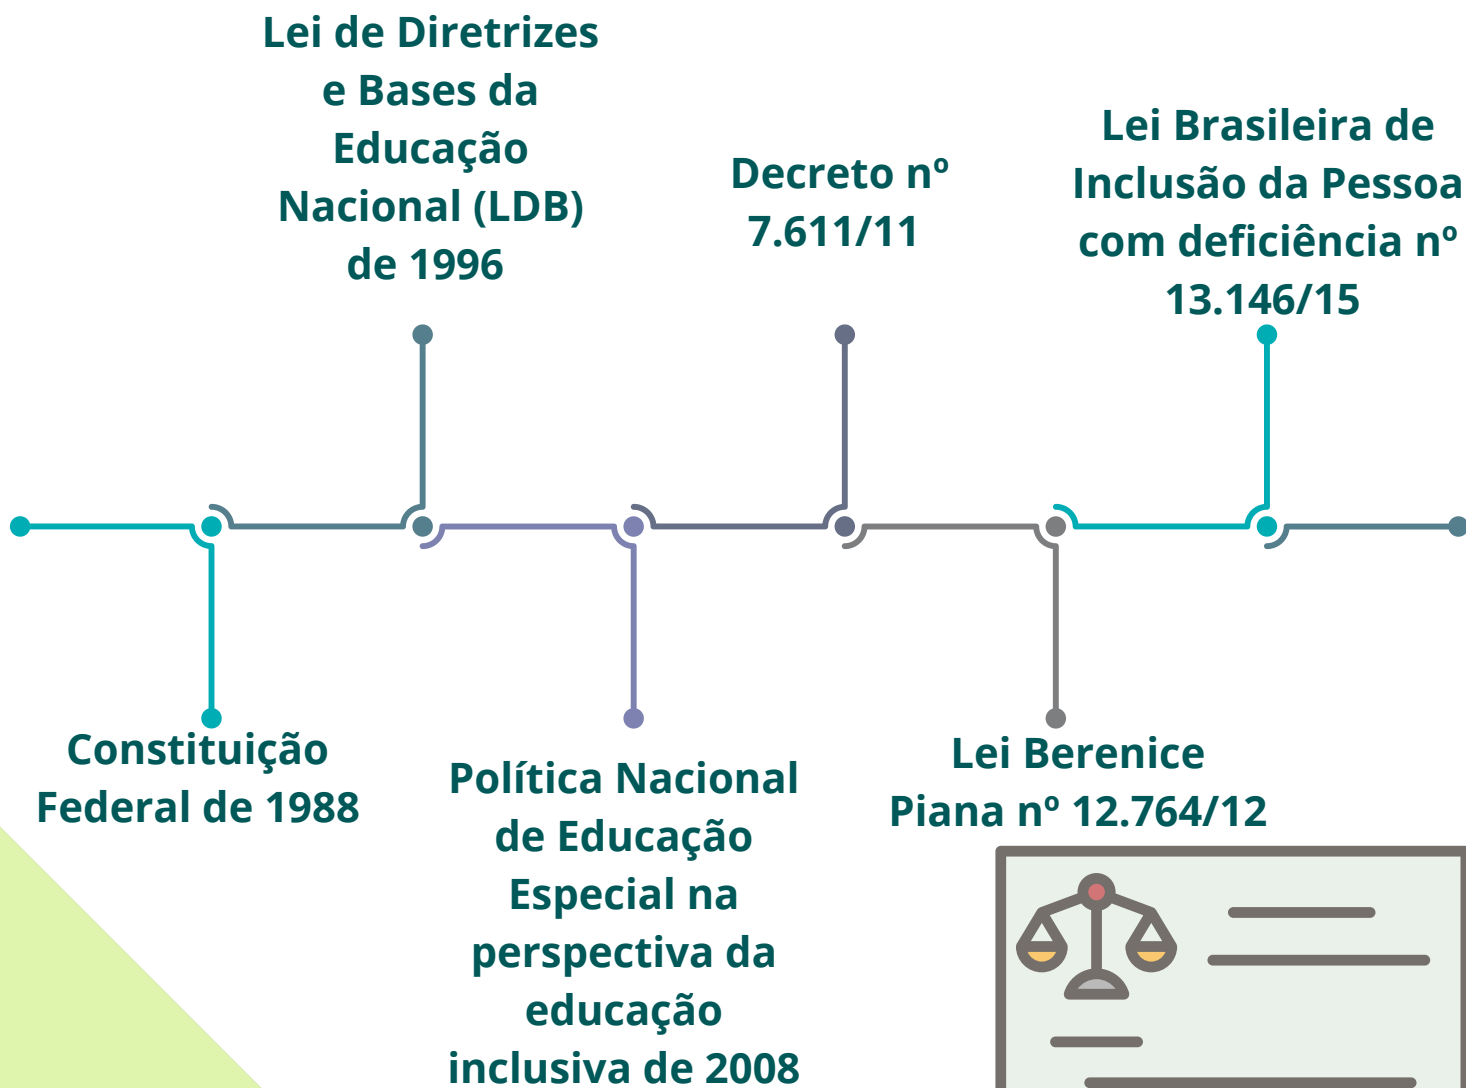 Lei de Diretrizes
e Bases da
Educação
Nacional (LDB)
de 1996
Decreto nº
7.611/11
Lei Brasileira de
Inclusão da Pessoa
com deficiência nº
13.146/15
Constituição
Federal de 1988
Política Nacional
de Educação
Especial na
perspectiva da
educação
inclusiva de 2008
Lei Berenice
Piana nº 12.764/12